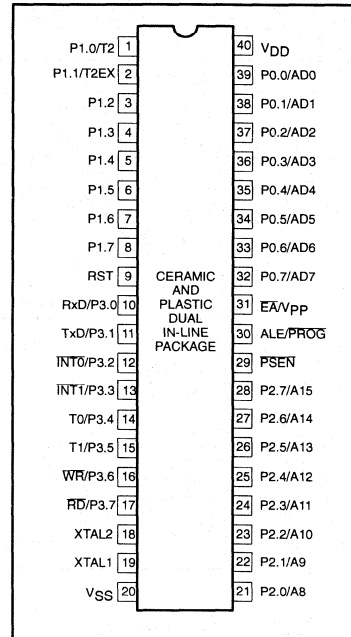 P1.0/T2 1
P1.1/T2EX 2
P1.2 3
P1.3 4
P1.4 5
P1.5 6
P1.6 7
P1.7 8
RST 9
RxD/P3.0 10
TxD/P3.1 11
INT0/P3.2 12
INT1/P3.3 13
T0/P3.4 14
T1/P3.5 15
WR/P3.6 16
RD/P3.7 17
XTAL2 18
XTAL1 19
VSS 20
CERAMIC
AND
PLASTIC
DUAL
IN-LINE
PACKAGE
40 VDD
39 P0.0/AD0
38 P0.1/AD1
37 P0.2/AD2
36 P0.3/AD3
35 P0.4/AD4
34 P0.5/AD5
33 P0.6/AD6
32 P0.7/AD7
31 EA/VPP
30 ALE/PROG
29 PSEN
28 P2.7/A15
27 P2.6/A14
26 P2.5/A13
25 P2.4/A12
24 P2.3/A11
23 P2.2/A10
22 P2.1/A9
21 P2.0/A8